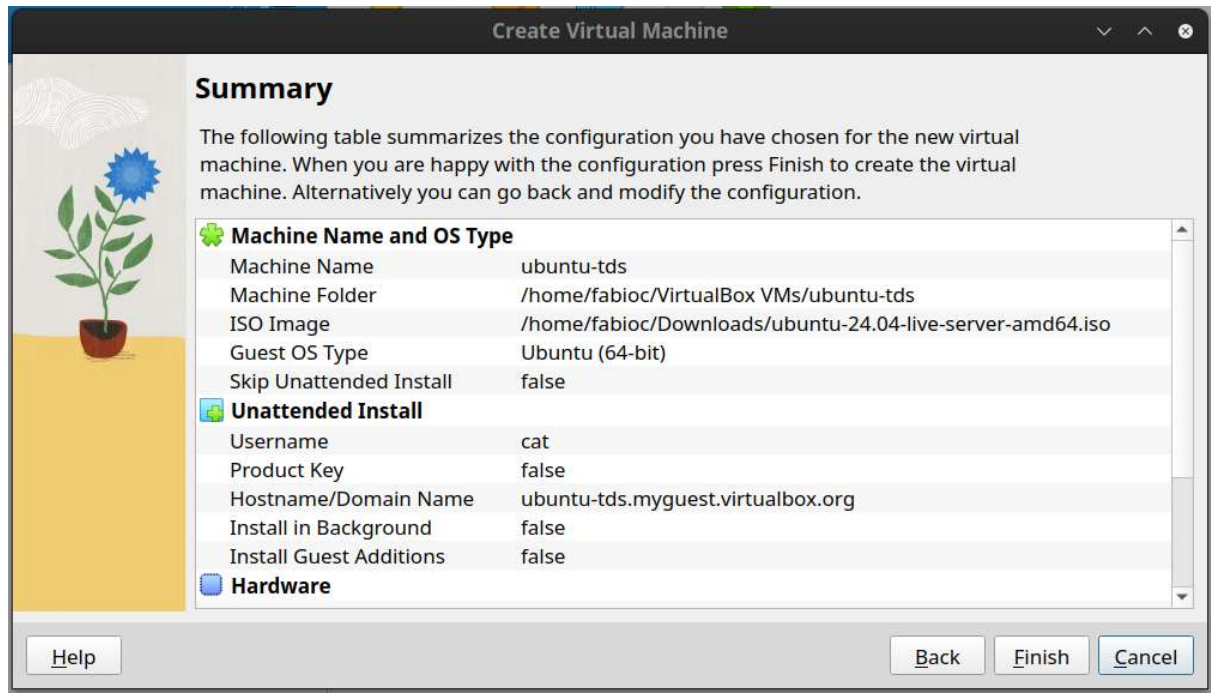 Create Virtual Machine
Summary
The following table summarizes the configuration you have chosen for the new virtual
machine. When you are happy with the configuration press Finish to create the virtual
machine. Alternatively you can go back and modify the configuration.
Machine Name and OS Type
Machine Name ubuntu-tds
Machine Folder /home/fabioc/VirtualBox VMs/ubuntu-tds
ISO Image /home/fabioc/Downloads/ubuntu-24.04-live-server-amd64.iso
Guest OS Type Ubuntu (64-bit)
Skip Unattended Install false
Unattended Install
Username cat
Product Key false
Hostname/Domain Name ubuntu-tds.myguest.virtualbox.org
Install in Background false
Install Guest Additions false
Hardware
Help Back Finish Cancel